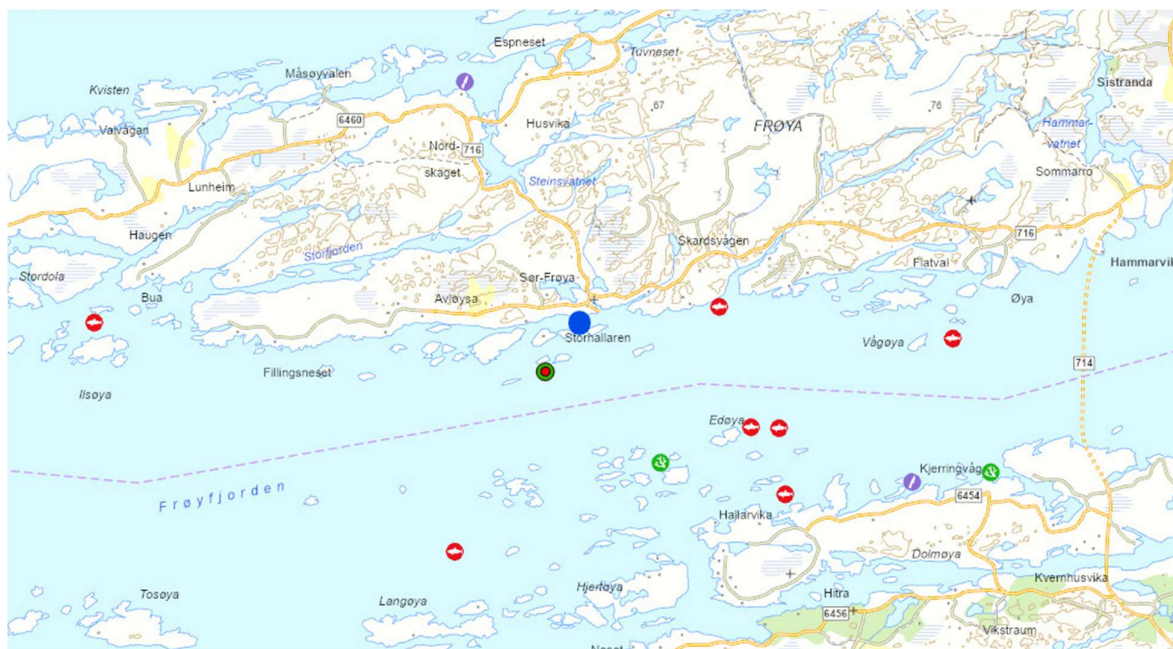 Espneset
Tuvneset
Måsøyvalen
Sistranda
Kvisten
67
76
6460
Husvika
FRØYA
Hammar-
vatnet
Valvågan
Nord-
skaget
716
Steinsvatnet
Sommarro
Lunheim
Haugen
Storfjorden
Skardsvågen
716
Flatval
Hammarvik
Stordola
Sør-Frøya
Bua
Avløysa
Øya
Storhallaren
Vågøya
Fillingsneset
714
Ilsøya
Edøya
Kjerringvåg
Frøyfjorden
6454
Hallarvika
Dolmøya
Kvernhusvika
Tosøya
Langøya
Hjertøya
Hitra
6456
Vikstraum